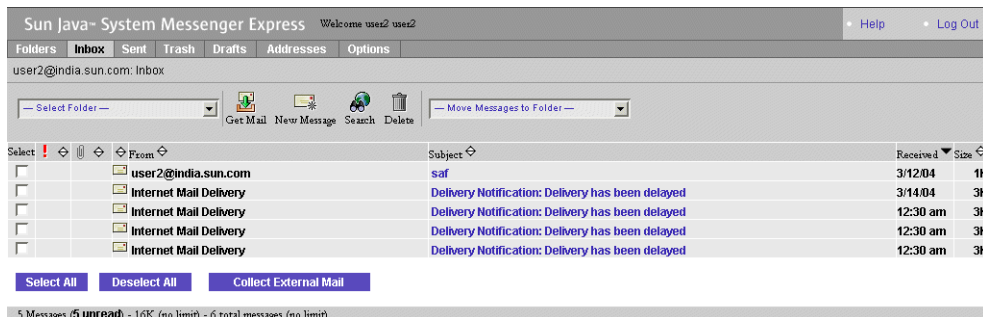 Sun Java™ System Messenger Express Welcome user2 user2 Help Log Out
Folders Inbox Sent Trash Drafts Addresses Options
user2@india.sun.com: Inbox
— Select Folder — Get Mail New Message Search Delete — Move Messages to Folder —
Select ! From Subject Received Size
user2@india.sun.com saf 3/12/04
Internet Mail Delivery Delivery Notification: Delivery has been delayed 3/14/04
Internet Mail Delivery Delivery Notification: Delivery has been delayed 12:30 am
Internet Mail Delivery Delivery Notification: Delivery has been delayed 12:30 am
Internet Mail Delivery Delivery Notification: Delivery has been delayed 12:30 am
Select All Deselect All Collect External Mail
5 Messages (5 unread) - 16K (no limit) - 6 total messages (no limit)